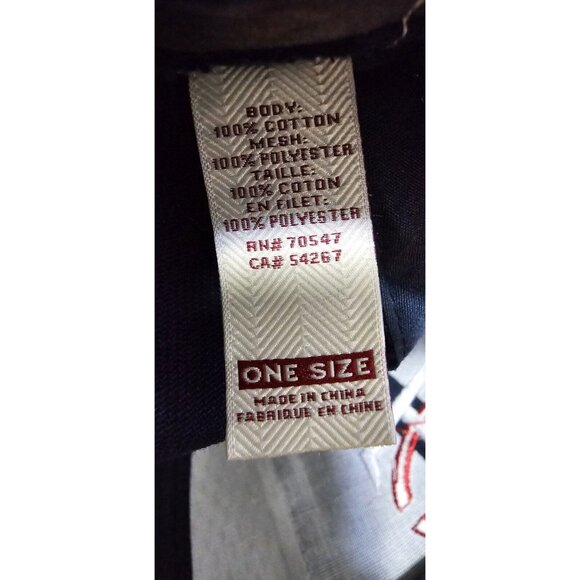 BODY:
100% COTTON
MESH:
100% POLYESTER
TAILLE:
100% COTON
EN FILET:
100% POLYESTER
RN# 70547
CA# 54267
ONE SIZE
MADE IN CHINA
FABRIQUE EN CHINE